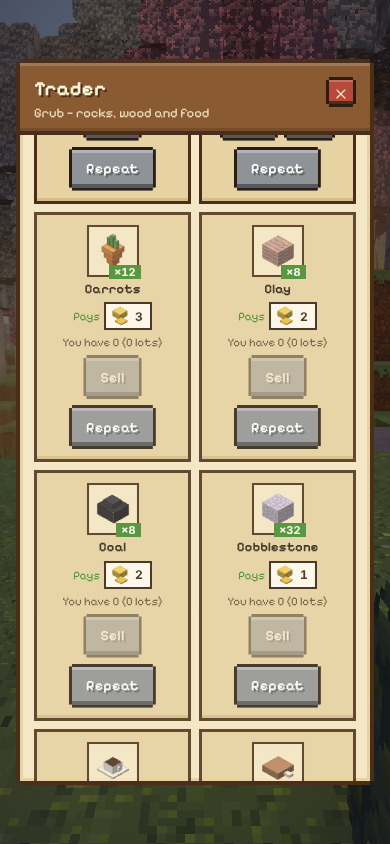 Trader
Grub – rocks, wood and food
Repeat
Repeat
×12
Carrots
Pays 3
You have 0 (0 lots)
Sell
Repeat
×8
Clay
Pays 2
You have 0 (0 lots)
Sell
Repeat
×8
Coal
Pays 2
You have 0 (0 lots)
Sell
Repeat
×32
Cobblestone
Pays 1
You have 0 (0 lots)
Sell
Repeat